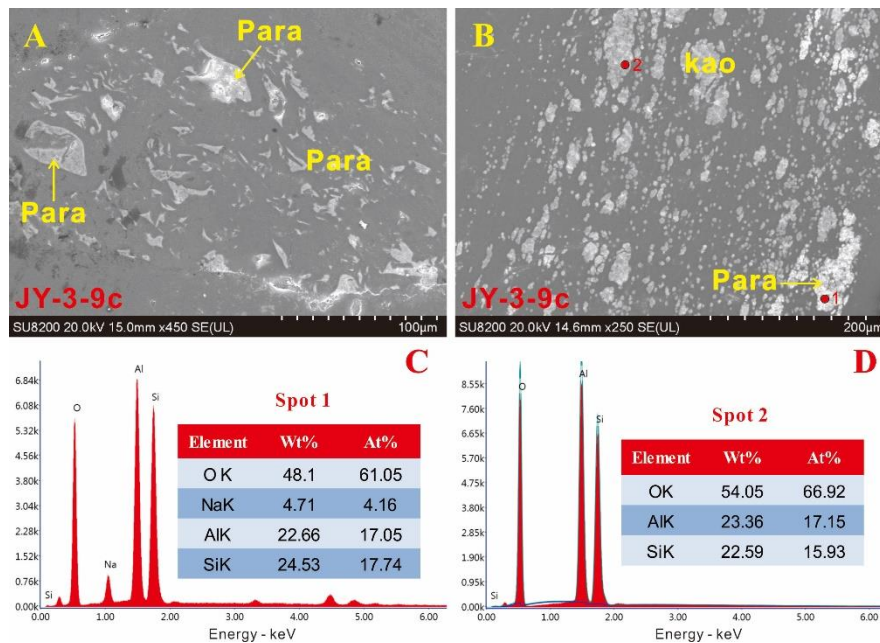 A
Para
Para
Para
JY-3-9c
SU8200 20.0kV 15.0mm x450 SE(UL)
100μm
B
2
kao
Para
1
JY-3-9c
SU8200 20.0kV 14.6mm x250 SE(UL)
200μm
C
6.84k
6.08k
5.32k
4.56k
3.80k
3.04k
2.28k
1.52k
0.76k
0.00k
Si
O
Na
Al
Si
Spot 1
Element Wt% At%
O K 48.1 61.05
NaK 4.71 4.16
AlK 22.66 17.05
SiK 24.53 17.74
0.00 1.00 2.00 3.00 4.00 5.00 6.00
Energy - keV
D
8.55k
7.60k
6.65k
5.70k
4.75k
3.80k
2.85k
1.90k
0.95k
0.00k
Si
O
Al
Si
Spot 2
Element Wt% At%
OK 54.05 66.92
AlK 23.36 17.15
SiK 22.59 15.93
0.00 1.00 2.00 3.00 4.00 5.00 6.00
Energy - keV